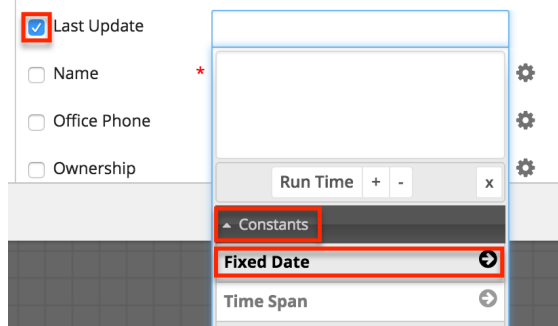 Last Update
Name *
Office Phone
Ownership
Run Time + - x
Constants
Fixed Date
Time Span